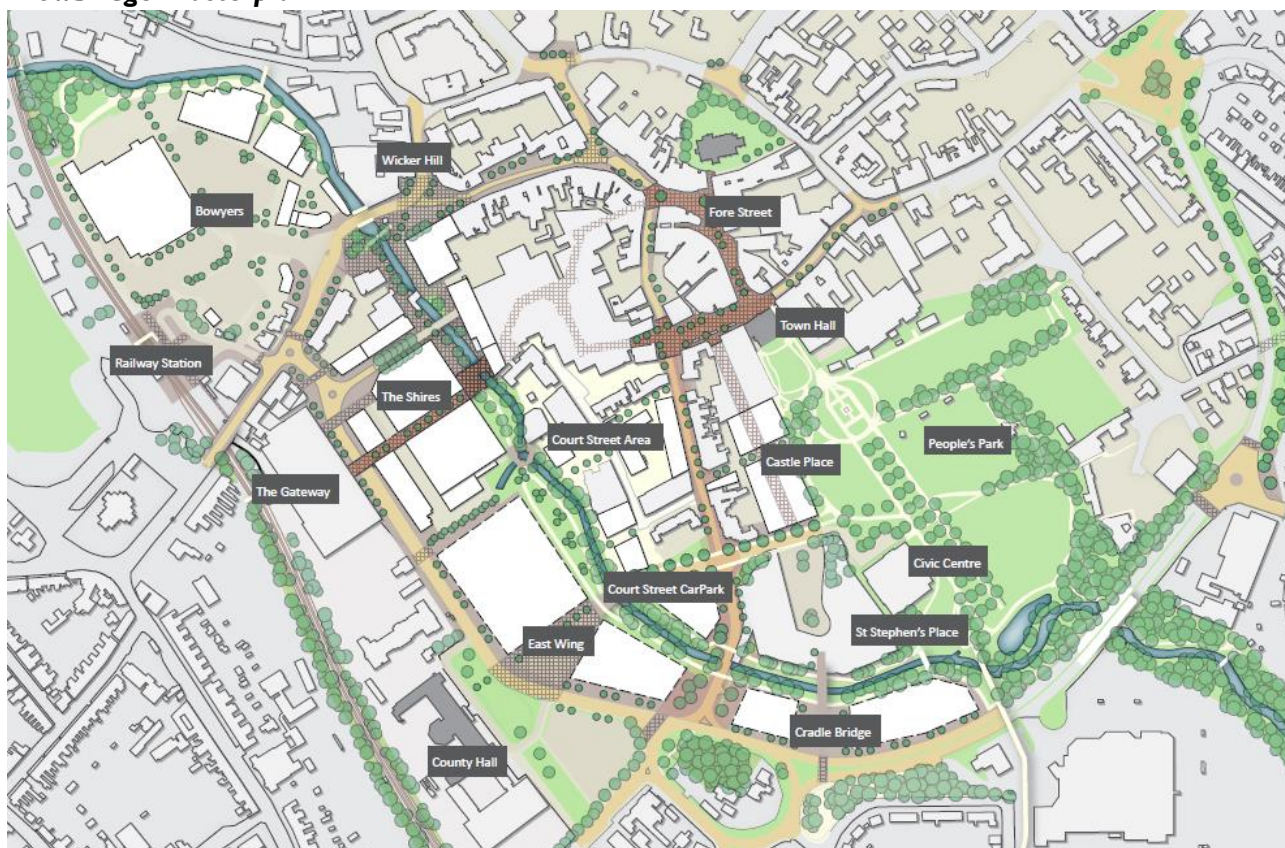 Wicker Hill
Bowyers
Fore Street
Town Hall
Railway Station
The Shires
Court Street Area
People's Park
Castle Place
The Gateway
Civic Centre
Court Street CarPark
St Stephen's Place
East Wing
Cradle Bridge
County Hall